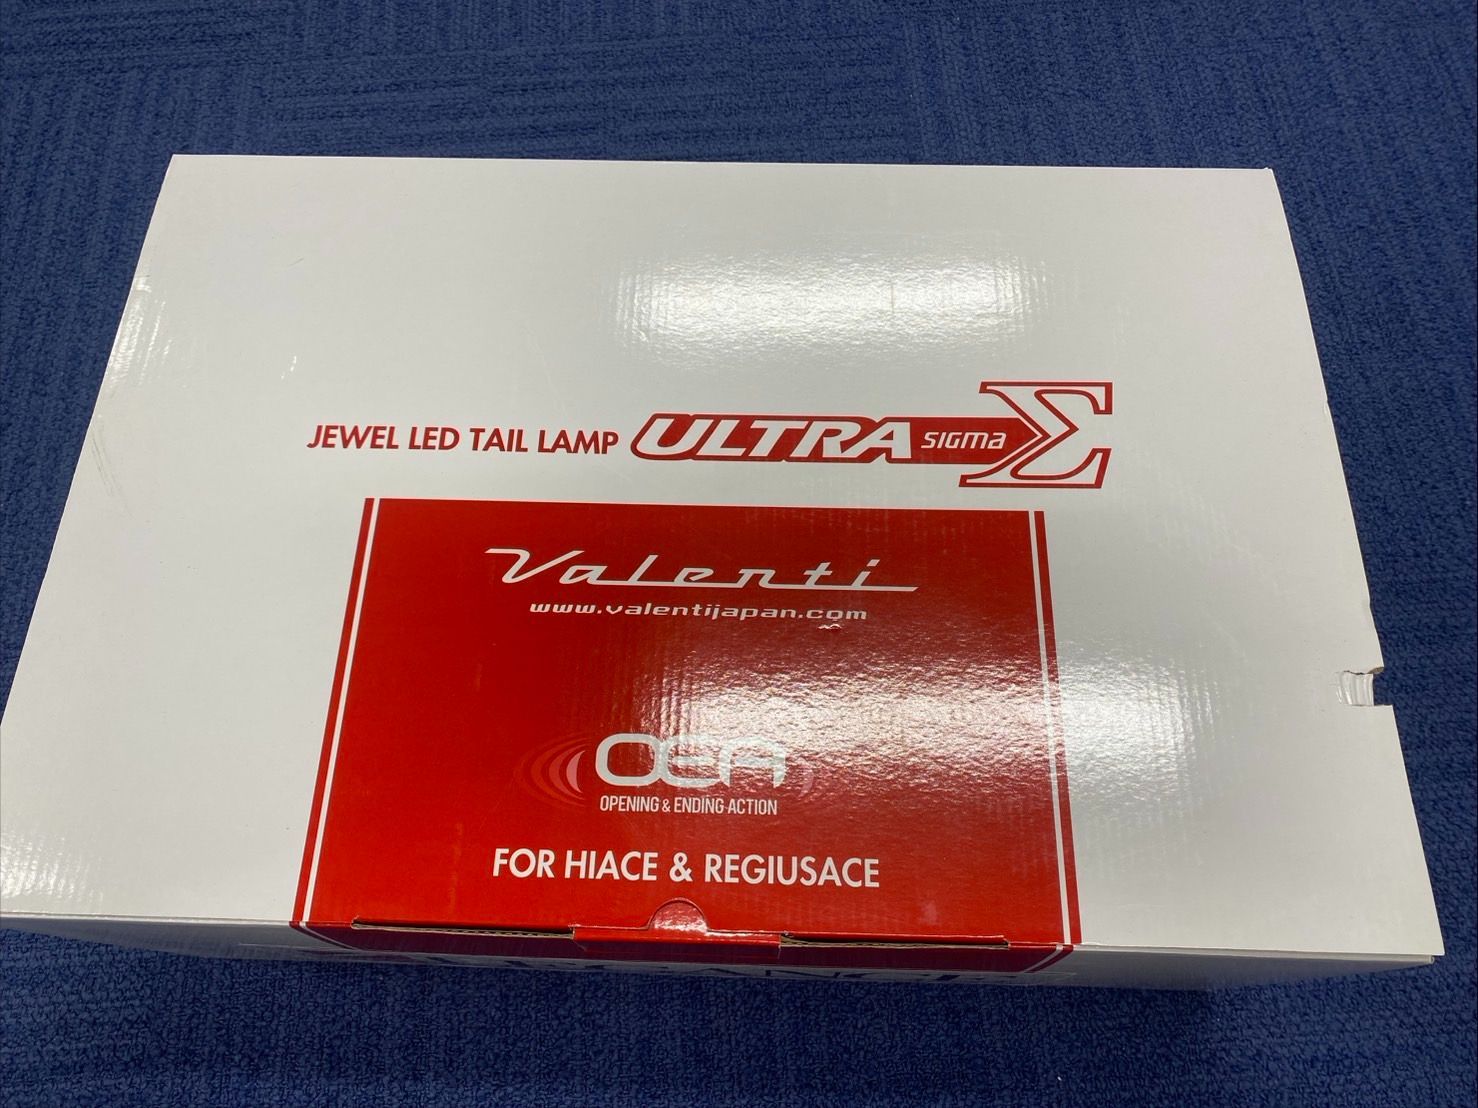 JEWEL LED TAIL LAMP ULTRA SIGMA Σ
Valenti
www.valentijapan.com
OEA
OPENING & ENDING ACTION
FOR HIACE & REGIUSACE